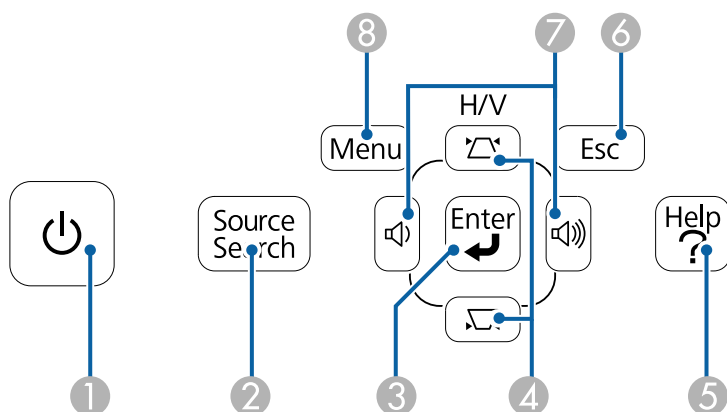 8 7 6
H/V
Menu Esc
Source
Search
Enter
Help
?
1 2 3 4 5